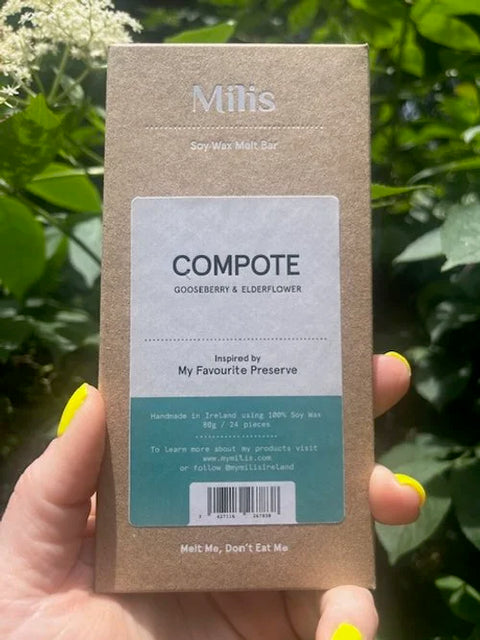 Milis
Soy Wax Melt Bar
COMPOTE
GOOSEBERRY & ELDERFLOWER
Inspired by
My Favourite Preserve
Handmade in Ireland using 100% Soy Wax
80g / 24 pieces
To learn more about my products visit
www.mymilis.com
or follow @mymilisireland
Melt Me, Don't Eat Me